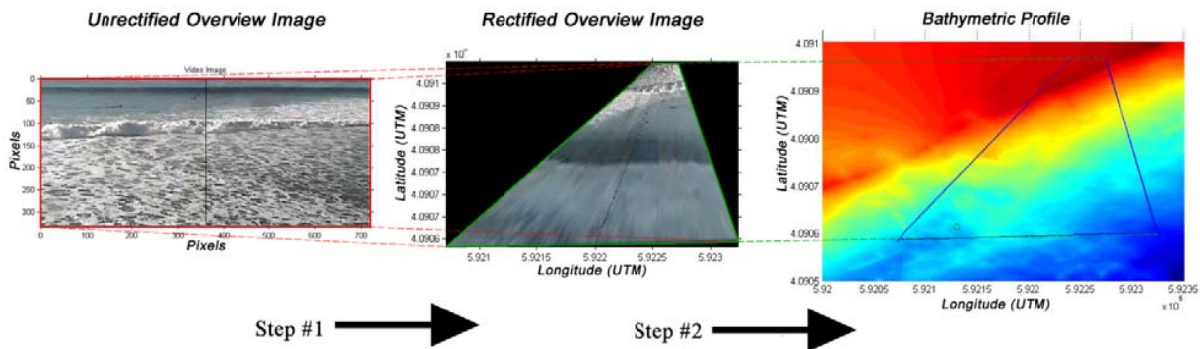 Unrectified Overview Image
Video Image
0
50
100
150
200
250
300
Pixels
0 100 200 300 400 500 600 700
Pixels
Rectified Overview Image
4.091
4.0909
4.0908
4.0907
4.0907
4.0906
Latitude (UTM)
5.921 5.9215 5.922 5.9225 5.923
Longitude (UTM)
Bathymetric Profile
4.091
4.0909
4.0908
4.0907
4.0906
4.0905
Latitude (UTM)
5.92 5.9205 5.921 5.9215 5.922 5.9225 5.923 5.9235
Longitude (UTM)
Step #1
Step #2